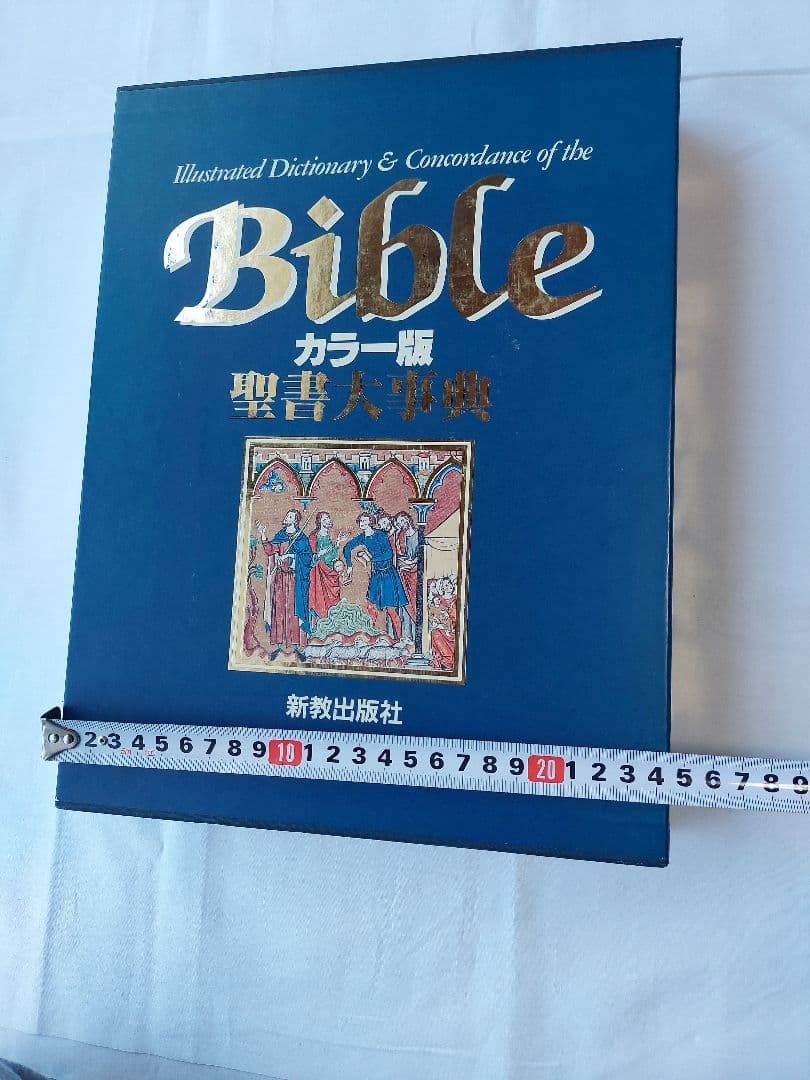 Illustrated Dictionary & Concordance of the
Bible
カラー版
聖書大事典
新教出版社
2 3 4 5 6 7 8 9 10 1 2 3 4 5 6 7 8 9 20 1 2 3 4 5 6 7 8 9